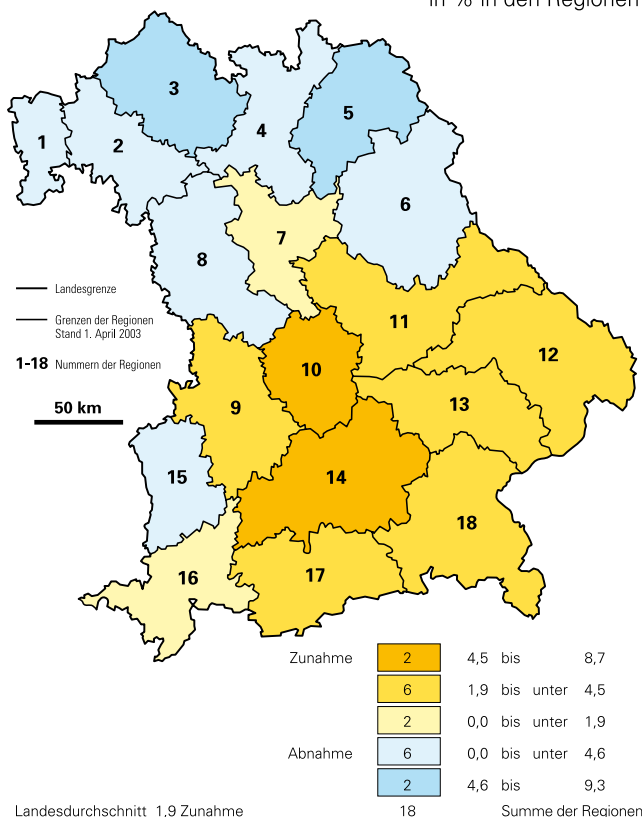 in % in den Regionen
3
5
4
1
2
6
7
8
Landesgrenze
11
Grenzen der Regionen
Stand 1. April 2003
12
1-18 Nummern der Regionen
10
50 km
9
13
15
14
18
16
17
Zunahme 2 4,5 bis 8,7
6 1,9 bis unter 4,5
2 0,0 bis unter 1,9
Abnahme 6 0,0 bis unter 4,6
2 4,6 bis 9,3
Landesdurchschnitt 1,9 Zunahme 18 Summe der Regionen